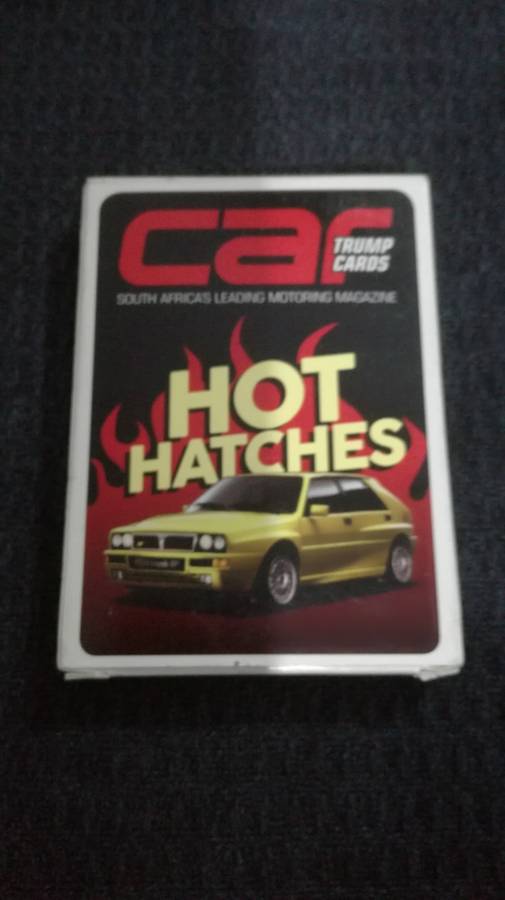 car
TRUMP
CARDS
SOUTH AFRICA'S LEADING MOTORING MAGAZINE
HOT
HATCHES